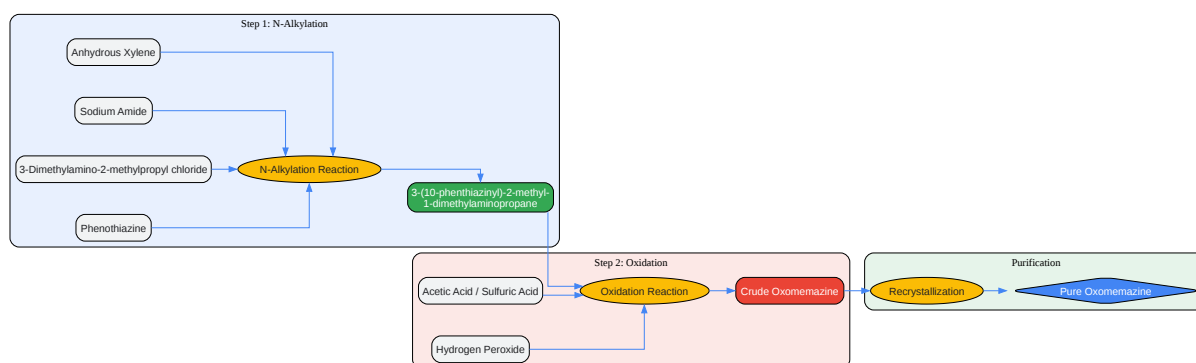 Step 1: N-Alkylation
Anhydrous Xylene
Sodium Amide
3-Dimethylamino-2-methylpropyl chloride
N-Alkylation Reaction
3-(10-phenthiazinyl)-2-methyl-
1-dimethylaminopropane
Phenothiazine
Step 2: Oxidation
Acetic Acid / Sulfuric Acid
Oxidation Reaction
Crude Oxomemazine
Hydrogen Peroxide
Purification
Recrystallization
Pure Oxomemazine